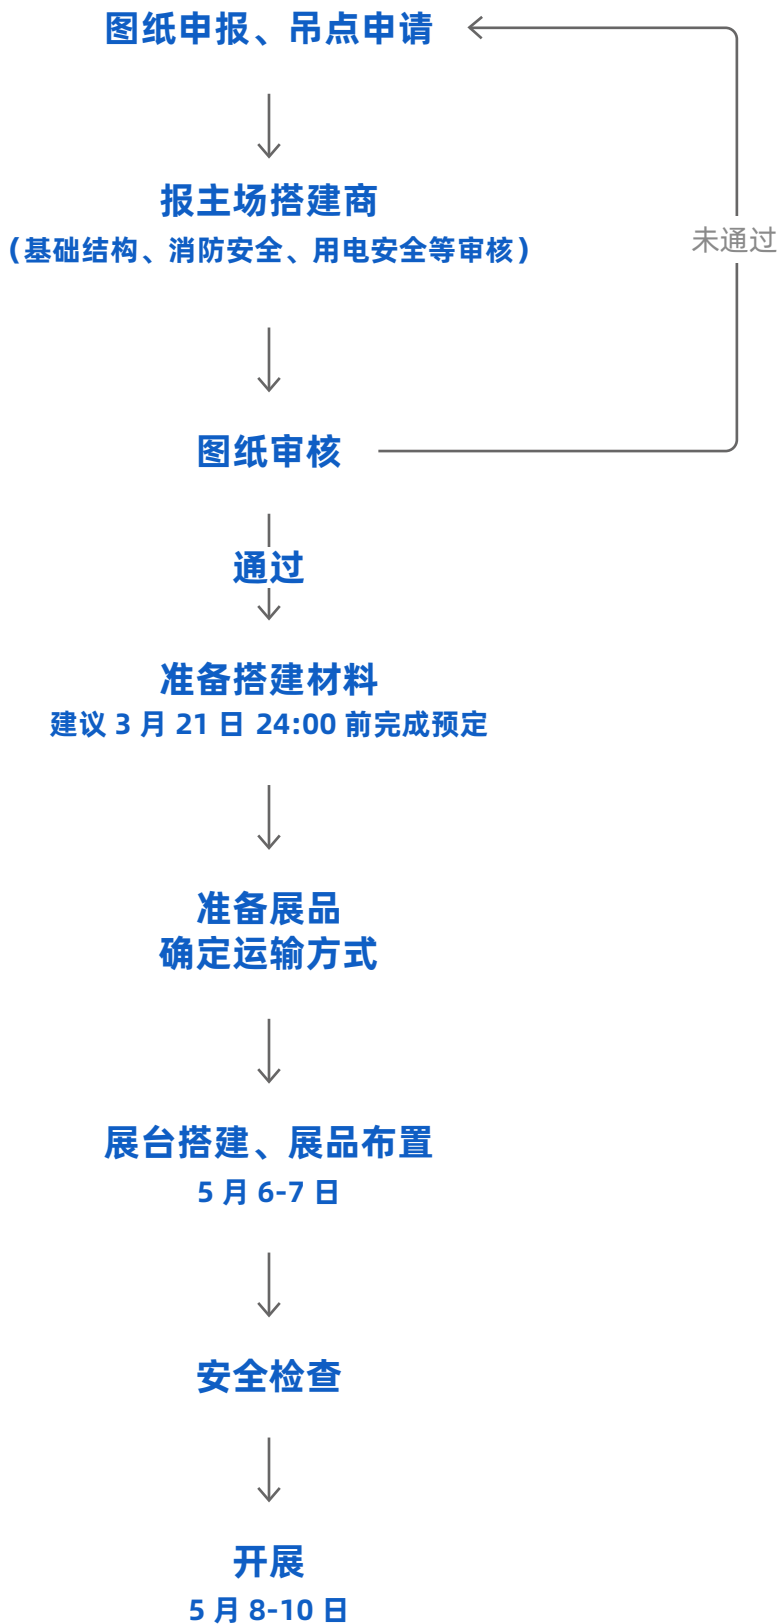 图纸申报、吊点申请
报主场搭建商
（基础结构、消防安全、用电安全等审核）
未通过
图纸审核
通过
准备搭建材料
建议 3 月 21 日 24:00 前完成预定
准备展品
确定运输方式
展台搭建、展品布置
5 月 6-7 日
安全检查
开展
5 月 8-10 日